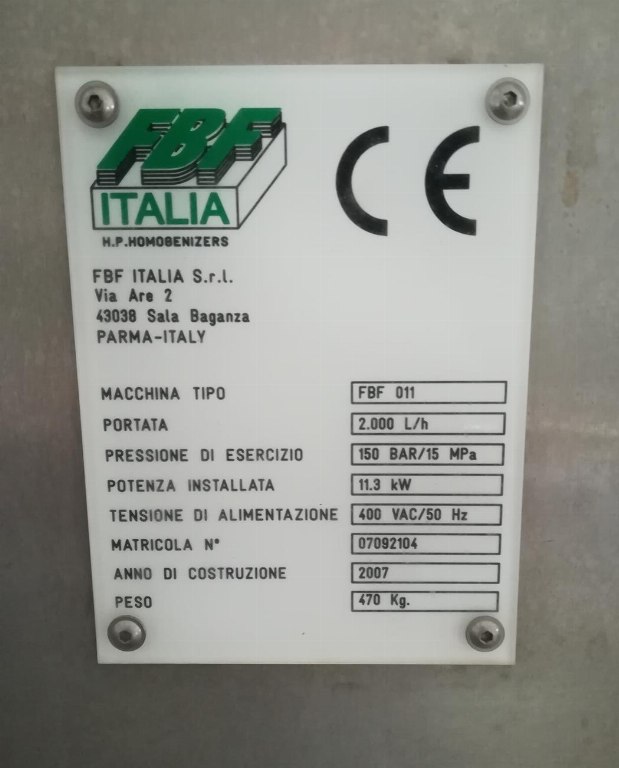 FBF
ITALIA
H.P.HOMOGENIZERS
CE
FBF ITALIA S.r.l.
Via Are 2
43038 Sala Baganza
PARMA-ITALY
MACCHINA TIPO FBF 011
PORTATA 2.000 L/h
PRESSIONE DI ESERCIZIO 150 BAR/15 MPa
POTENZA INSTALLATA 11.3 kW
TENSIONE DI ALIMENTAZIONE 400 VAC/50 Hz
MATRICOLA N° 07092104
ANNO DI COSTRUZIONE 2007
PESO 470 Kg.